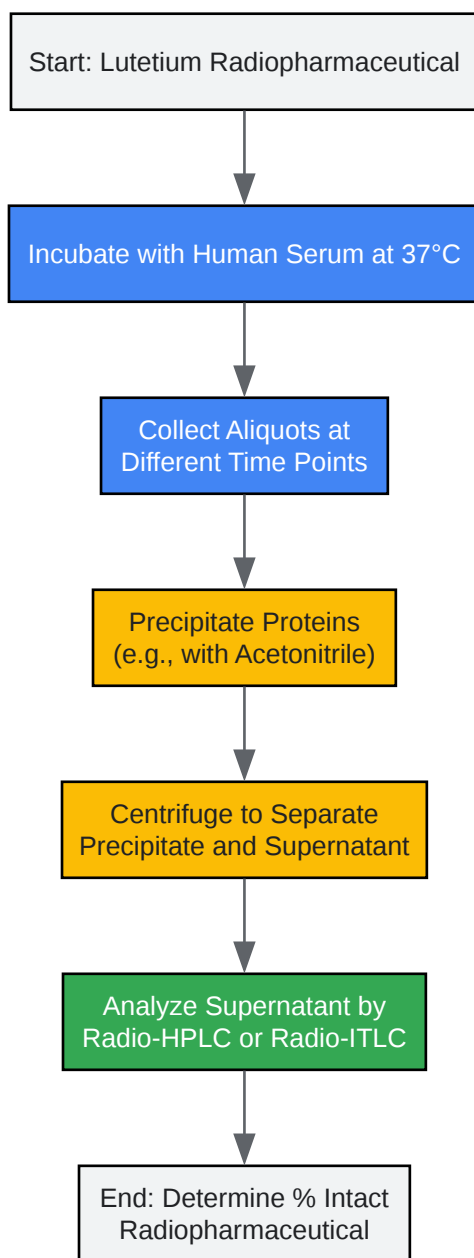 Start: Lutetium Radiopharmaceutical
Incubate with Human Serum at 37°C
Collect Aliquots at
Different Time Points
Precipitate Proteins
(e.g., with Acetonitrile)
Centrifuge to Separate
Precipitate and Supernatant
Analyze Supernatant by
Radio-HPLC or Radio-ITLC
End: Determine % Intact
Radiopharmaceutical